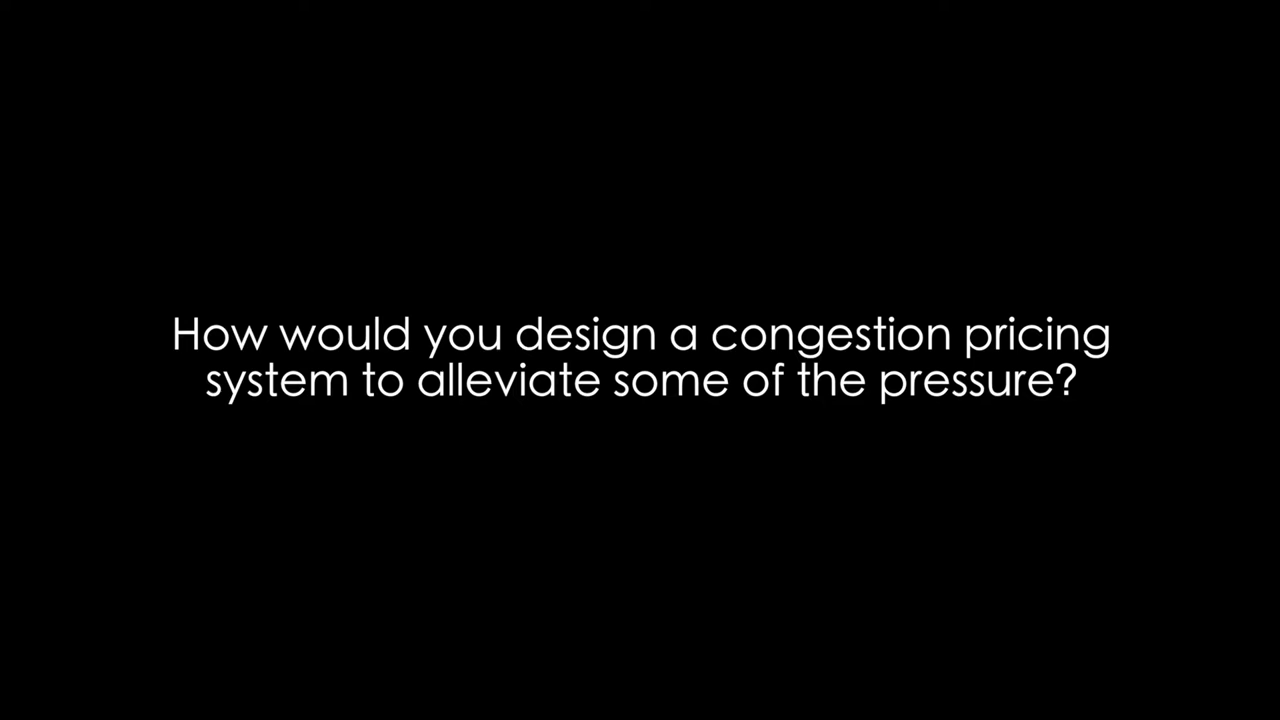 How would you design a congestion pricing
system to alleviate some of the pressure?